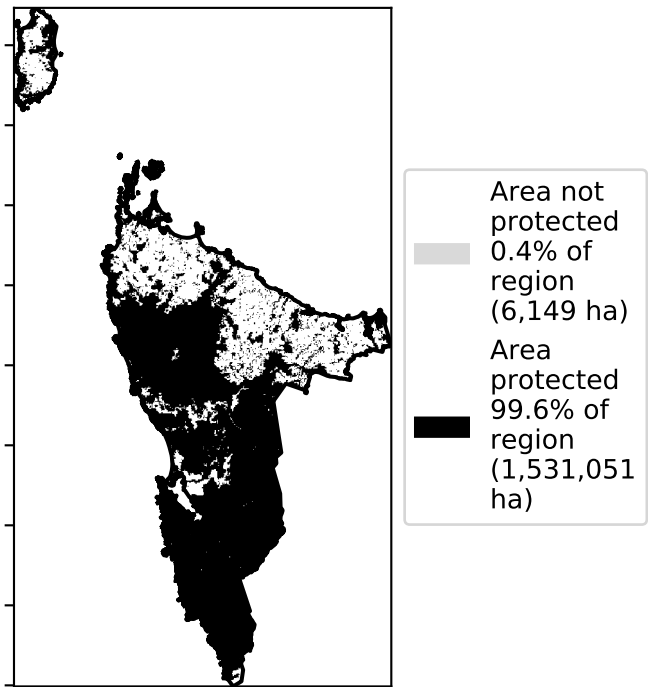 Area not
protected
0.4% of
region
(6,149 ha)
Area
protected
99.6% of
region
(1,531,051
ha)